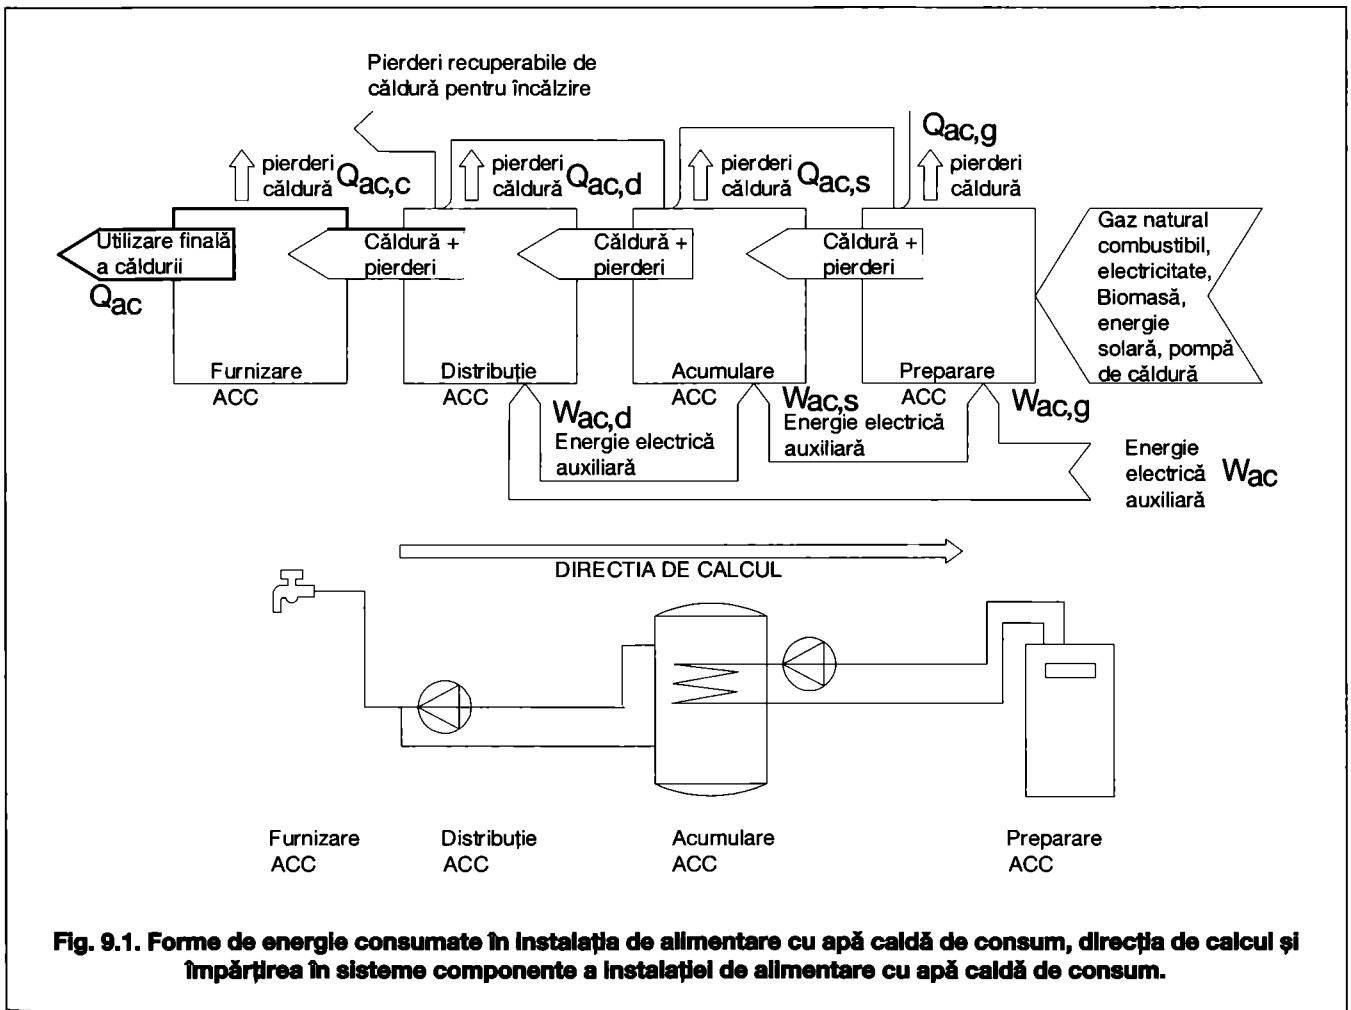 Pierderi recuperabile de
căldură pentru încălzire
pierderi
căldură
Qac,c
pierderi
căldură
Qac,d
pierderi
căldură
Qac,s
Qac,g
pierderi
căldură
Utilizare finală
a căldurii
Qac
Căldură +
pierderi
Căldură +
pierderi
Căldură +
pierderi
Gaz natural
combustibil,
electricitate,
Biomasă,
energie
solară, pompă
de căldură
Furnizare
ACC
Distribuție
ACC
Acumulare
ACC
Preparare
ACC
Wac,d
Energie electrică
auxiliară
Wac,s
Energie electrică
auxiliară
Wac,g
Energie
electrică
auxiliară
Wac
DIRECTIA DE CALCUL
Furnizare
ACC
Distribuție
ACC
Acumulare
ACC
Preparare
ACC
Fig. 9.1. Forme de energie consumate în instalația de alimentare cu apă caldă de consum, direcția de calcul și
împărțirea în sisteme componente a instalației de alimentare cu apă caldă de consum.